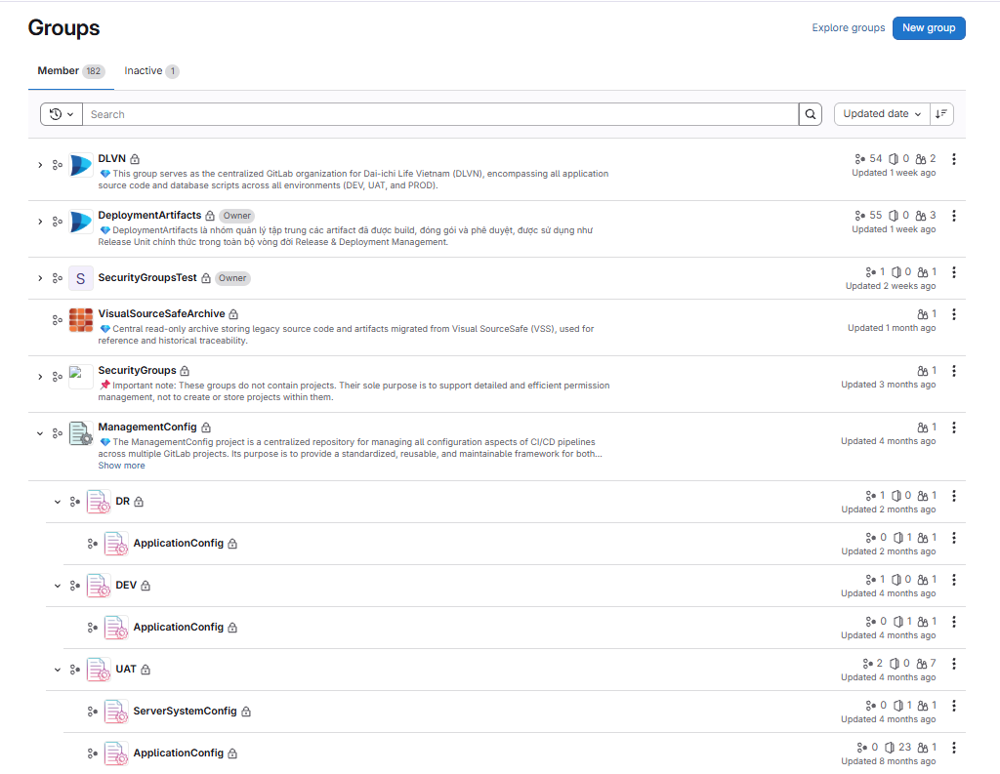 Groups
Explore groups
New group
Member 182
Inactive 1
Search
Updated date
DLVN
54 0 2
💎 This group serves as the centralized GitLab organization for Dai-ichi Life Vietnam (DLVN), encompassing all application
source code and database scripts across all environments (DEV, UAT, and PROD).
Updated 1 week ago
DeploymentArtifacts Owner
55 0 3
💎 DeploymentArtifacts là nhóm quản lý tập trung các artifact đã được build, đóng gói và phê duyệt, được sử dụng như
Release Unit chính thức trong toàn bộ vòng đời Release & Deployment Management.
Updated 1 week ago
S
SecurityGroupsTest Owner
1 0 1
Updated 2 weeks ago
VisualSourceSafeArchive
1
💎 Central read-only archive storing legacy source code and artifacts migrated from Visual SourceSafe (VSS), used for
reference and historical traceability.
Updated 1 month ago
SecurityGroups
1
📌 Important note: These groups do not contain projects. Their sole purpose is to support detailed and efficient permission
management, not to create or store projects within them.
Updated 3 months ago
ManagementConfig
1
💎 The ManagementConfig project is a centralized repository for managing all configuration aspects of CI/CD pipelines
across multiple GitLab projects. Its purpose is to provide a standardized, reusable, and maintainable framework for both...
Show more
Updated 4 months ago
DR
1 0 1
Updated 2 months ago
ApplicationConfig
0 1 1
Updated 2 months ago
DEV
1 0 1
Updated 4 months ago
ApplicationConfig
0 1 1
Updated 4 months ago
UAT
2 0 7
Updated 4 months ago
ServerSystemConfig
0 1 1
Updated 4 months ago
ApplicationConfig
0 23 1
Updated 8 months ago